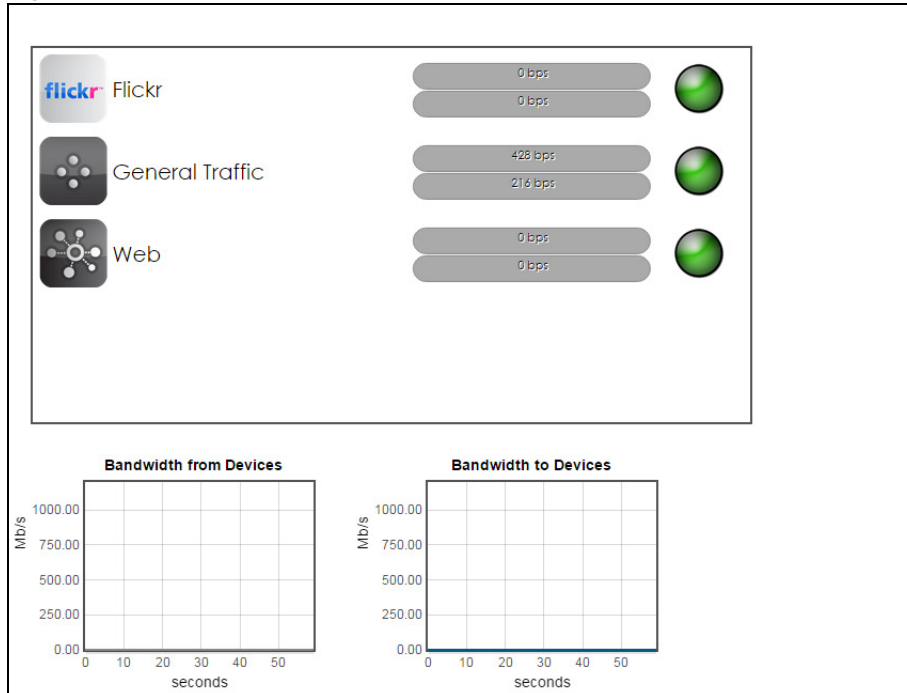 flickr Flickr
0 bps
0 bps
General Traffic
428 bps
216 bps
Web
0 bps
0 bps
Bandwidth from Devices
Mb/s
1000.00
750.00
500.00
250.00
0.00
0 10 20 30 40 50
seconds
Bandwidth to Devices
Mb/s
1000.00
750.00
500.00
250.00
0.00
0 10 20 30 40 50
seconds